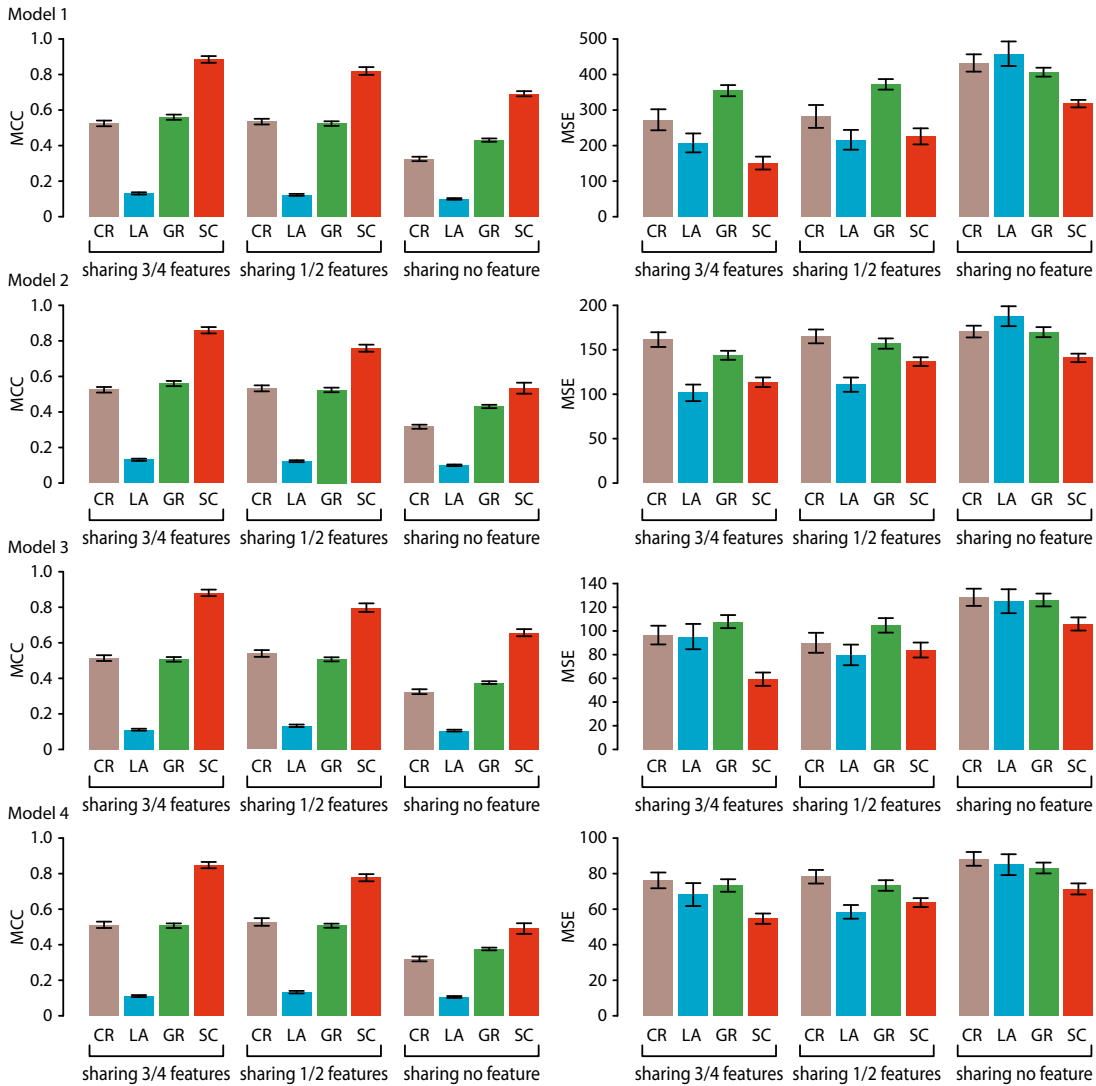 Model 1
MCC
1.0
0.8
0.6
0.4
0.2
0
CR LA GR SC CR LA GR SC CR LA GR SC
sharing 3/4 features sharing 1/2 features sharing no feature
MSE
500
400
300
200
100
0
CR LA GR SC CR LA GR SC CR LA GR SC
sharing 3/4 features sharing 1/2 features sharing no feature
Model 2
MCC
1.0
0.8
0.6
0.4
0.2
0
CR LA GR SC CR LA GR SC CR LA GR SC
sharing 3/4 features sharing 1/2 features sharing no feature
MSE
200
150
100
50
0
CR LA GR SC CR LA GR SC CR LA GR SC
sharing 3/4 features sharing 1/2 features sharing no feature
Model 3
MCC
1.0
0.8
0.6
0.4
0.2
0
CR LA GR SC CR LA GR SC CR LA GR SC
sharing 3/4 features sharing 1/2 features sharing no feature
MSE
140
120
100
80
60
40
20
0
CR LA GR SC CR LA GR SC CR LA GR SC
sharing 3/4 features sharing 1/2 features sharing no feature
Model 4
MCC
1.0
0.8
0.6
0.4
0.2
0
CR LA GR SC CR LA GR SC CR LA GR SC
sharing 3/4 features sharing 1/2 features sharing no feature
MSE
100
80
60
40
20
0
CR LA GR SC CR LA GR SC CR LA GR SC
sharing 3/4 features sharing 1/2 features sharing no feature